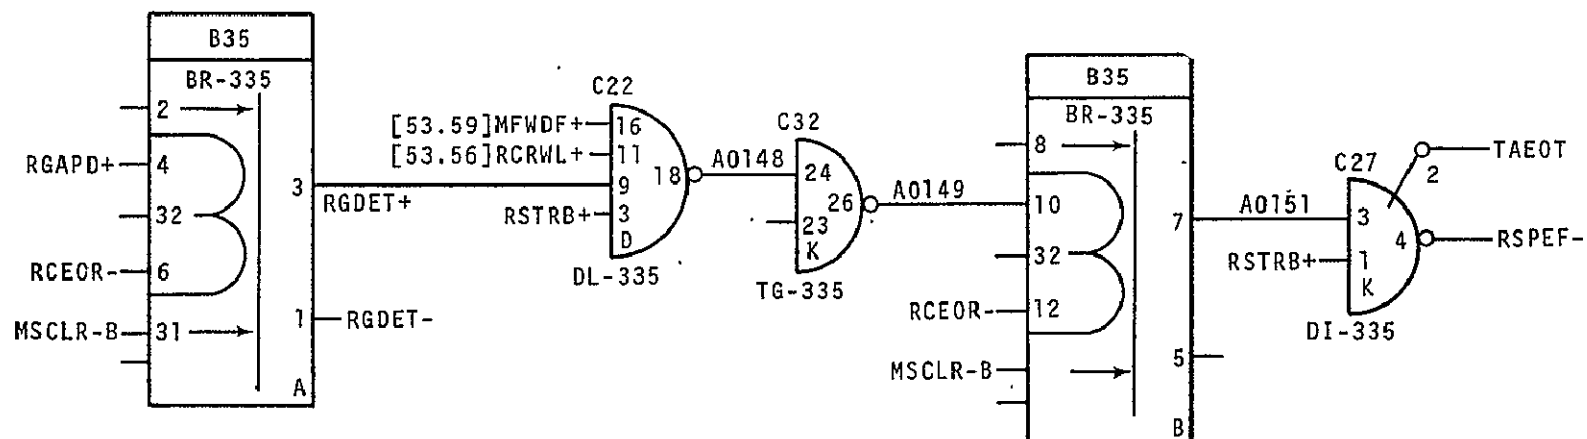 B35
BR-335
2
RGAPD+ 4
32
RCEOR- 6
MSCLR-B 31
3
RGDET+
1 RGDET-
A
C22
[53.59]MFWDF+ 16
[53.56]RCRWL+ 11
9
RSTRB+ 3
18
D
DL-335
A0148
C32
24
26
23
K
TG-335
A0149
B35
BR-335
8
10
32
RCEOR- 12
MSCLR-B
7
5
B
A0151
C27
3
4
RSTRB+ 1
K
DI-335
2
TAEOT
RSPEF-